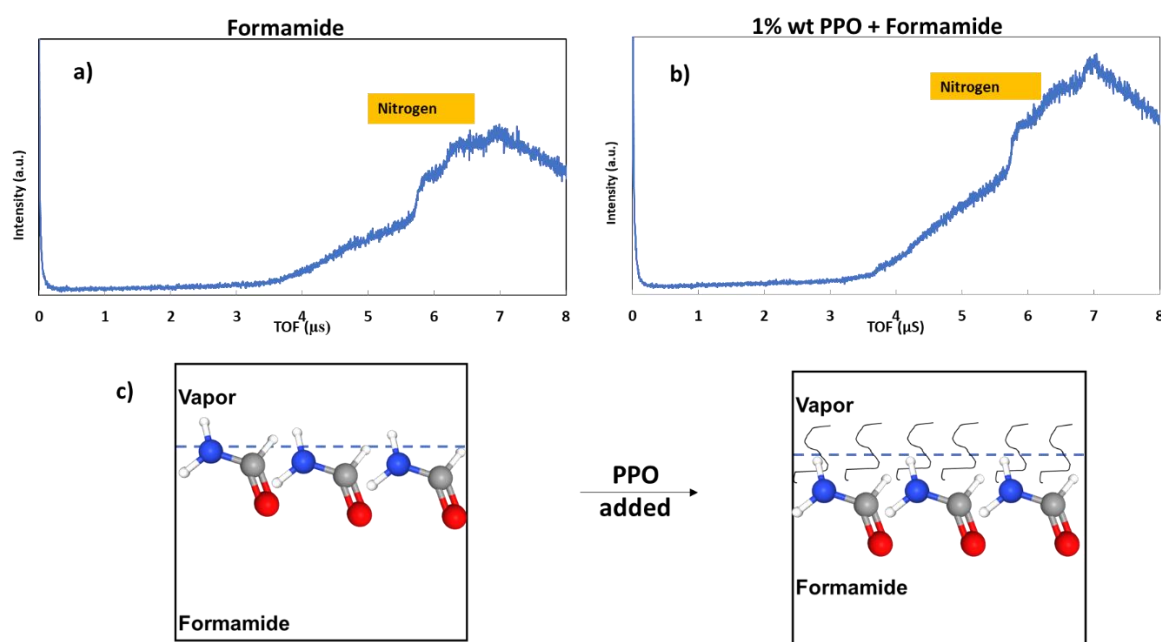 Formamide
a)
Nitrogen
Intensity (a.u.)
0 1 2 3 4 5 6 7 8
TOF (µs)
1% wt PPO + Formamide
b)
Nitrogen
Intensity (a.u.)
0 1 2 3 4 5 6 7 8
TOF (µS)
c)
Vapor
Formamide
PPO
added
Vapor
Formamide